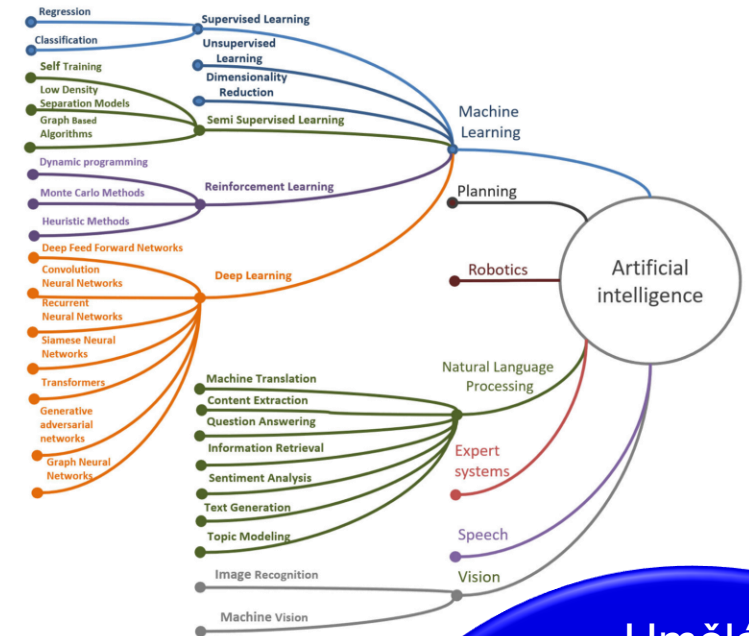 Regression
Supervised Learning
Classification
Unsupervised
Learning
Self Training
Dimensionality
Reduction
Low Density
Separation Models
Graph Based
Algorithms
Semi Supervised Learning
Machine
Learning
Dynamic programming
Monte Carlo Methods
Reinforcement Learning
Heuristic Methods
Planning
Deep Feed Forward Networks
Convolution
Neural Networks
Deep Learning
Robotics
Artificial
intelligence
Recurrent
Neural Networks
Siamese Neural
Networks
Transformers
Generative
adversarial
networks
Graph Neural
Networks
Natural Language
Processing
Machine Translation
Content Extraction
Question Answering
Information Retrieval
Sentiment Analysis
Text Generation
Topic Modeling
Expert
systems
Speech
Vision
Image Recognition
Machine Vision